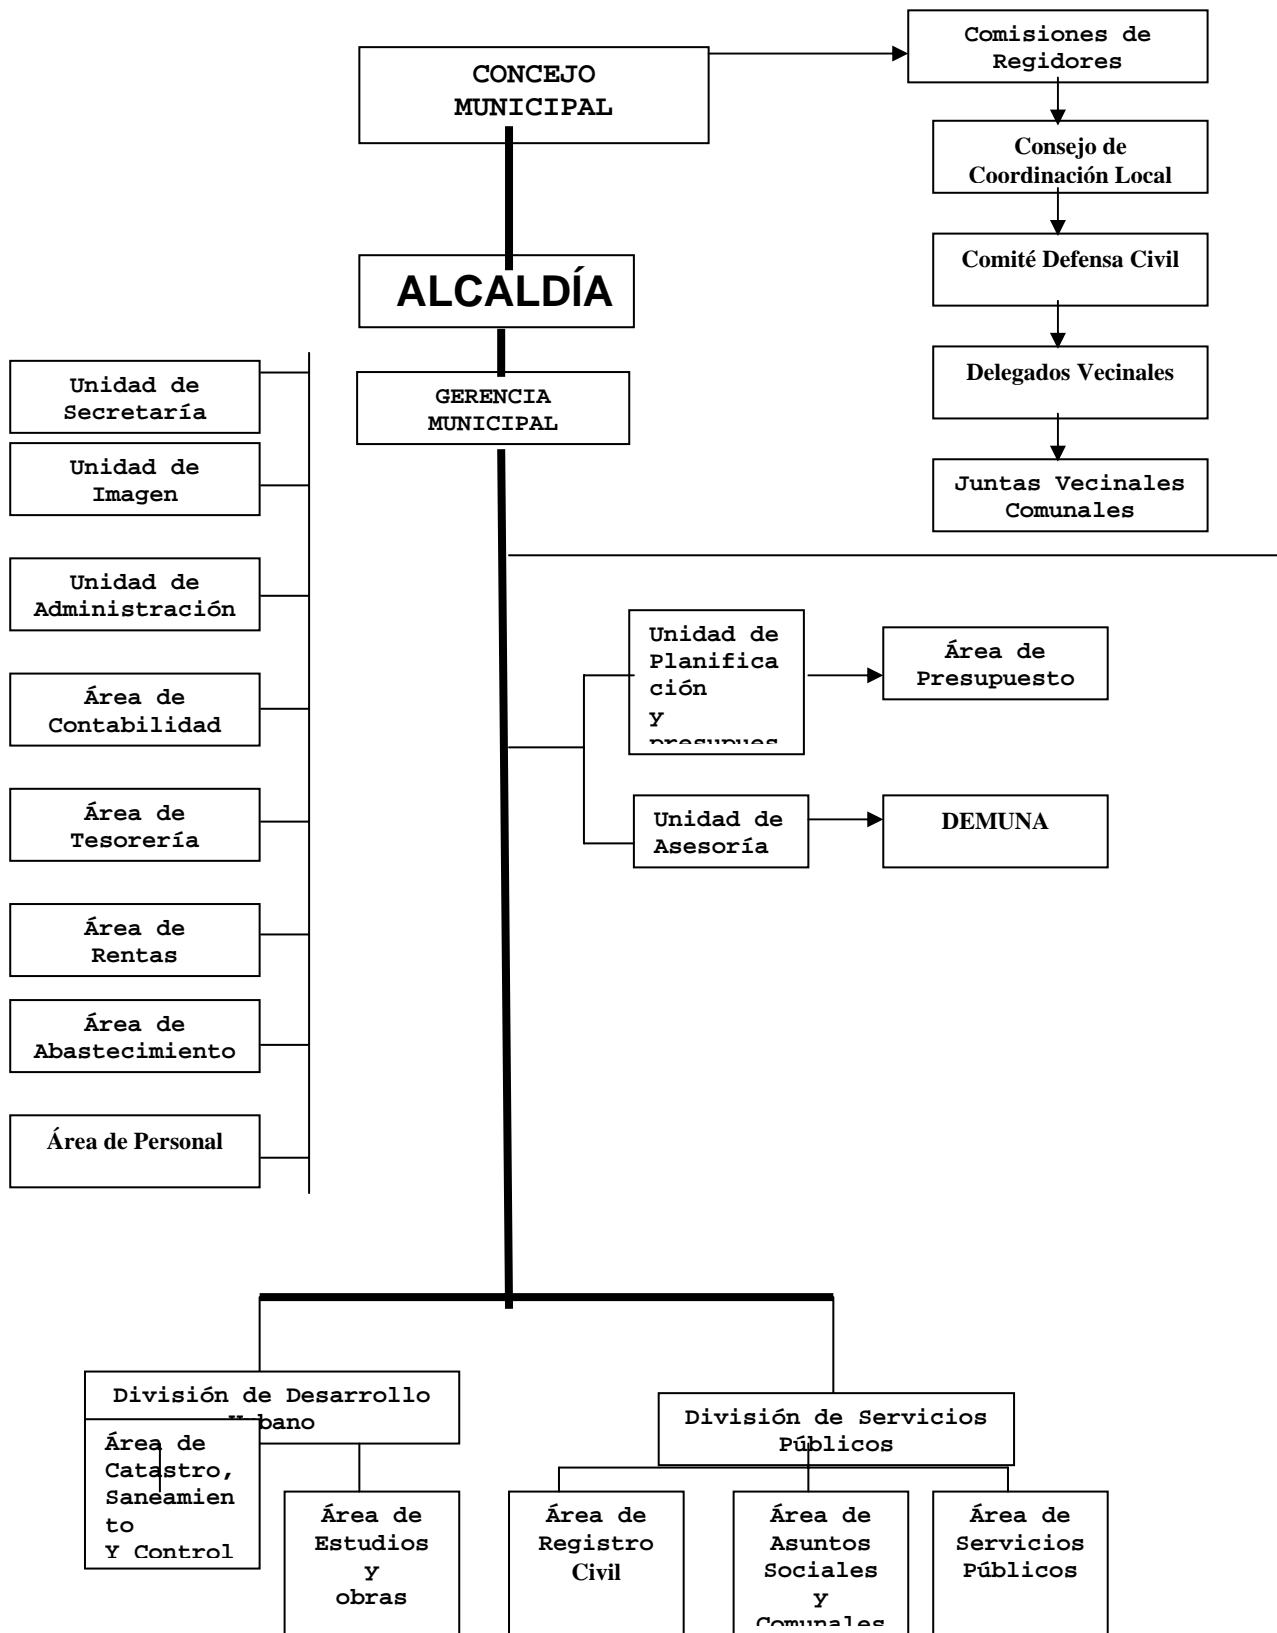 Comisiones de
Regidores
CONCEJO
MUNICIPAL
Consejo de
Coordinación Local
Comité Defensa Civil
ALCALDÍA
Delegados Vecinales
Unidad de
Secretaría
GERENCIA
MUNICIPAL
Unidad de
Imagen
Juntas Vecinales
Comunales
Unidad de
Administración
Unidad de
Planifica
ción
y
presupues
Área de
Presupuesto
Área de
Contabilidad
Área de
Tesorería
Unidad de
Asesoría
DEMUNA
Área de
Rentas
Área de
Abastecimiento
Área de Personal
División de Desarrollo
Urbano
División de Servicios
Públicos
Área de
Catastro,
Saneamien
to
Y Control
Área de
Estudios
y
obras
Área de
Registro
Civil
Área de
Asuntos
Sociales
y
Comunales
Área de
Servicios
Públicos